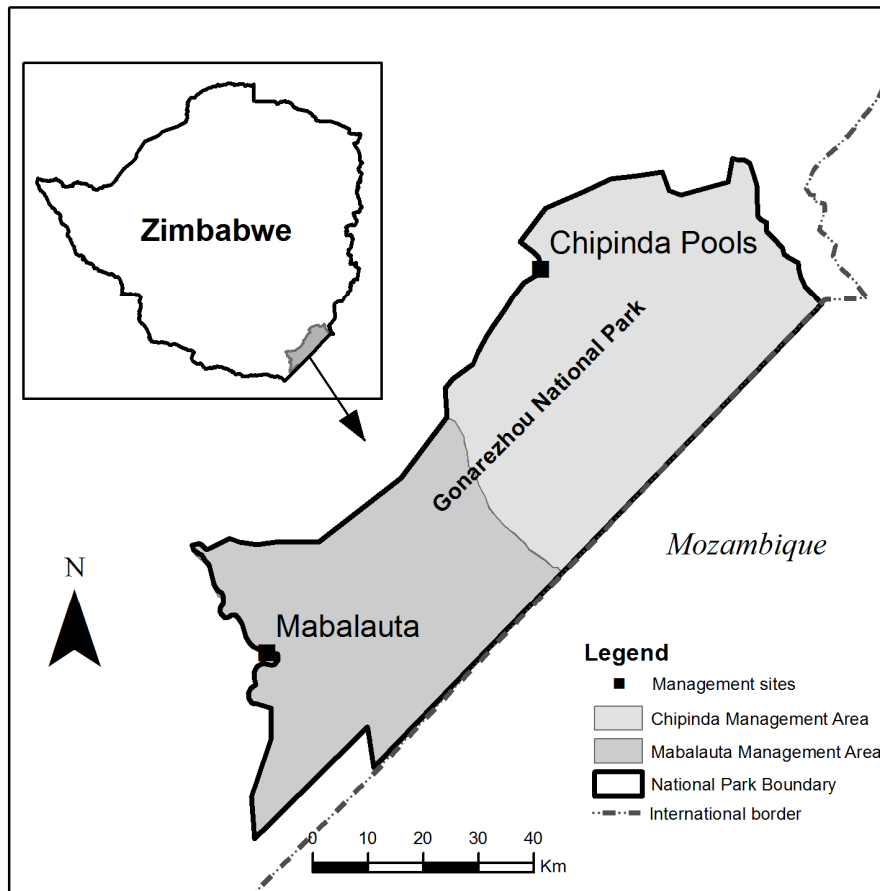 Zimbabwe
Chipinda Pools
Gonarezhou National Park
Mozambique
N
Mabalauta
Legend
Management sites
Chipinda Management Area
Mabalauta Management Area
National Park Boundary
International border
0 10 20 30 40
Km